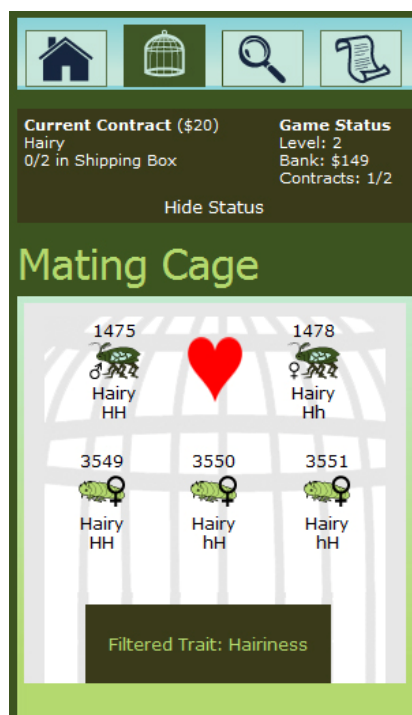 Current Contract ($20)
Hairy
0/2 in Shipping Box
Game Status
Level: 2
Bank: $149
Contracts: 1/2
Hide Status
Mating Cage
1475
1478
♂
♀
Hairy
HH
Hairy
Hh
3549
3550
3551
Hairy
HH
Hairy
hH
Hairy
hH
Filtered Trait: Hairiness